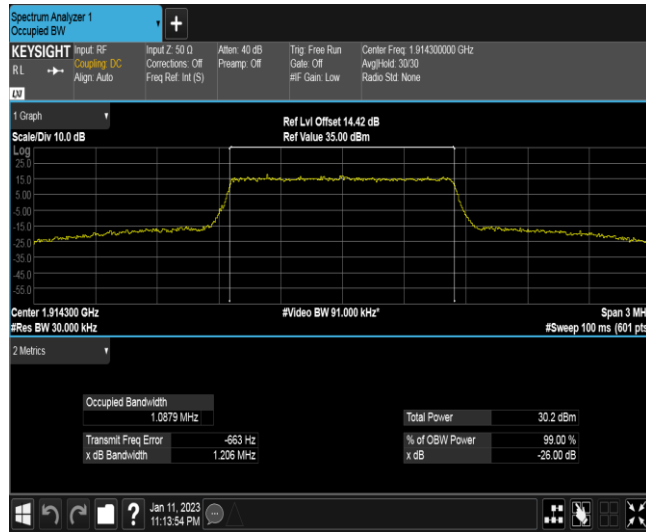 Spectrum Analyzer 1
Occupied BW
+
KEYSIGHT
RL
LXI
Input: RF
Coupling: DC
Align: Auto
Input Z: 50 Ω
Corrections: Off
Freq Ref: Int (S)
Atten: 40 dB
Preamp: Off
Trig: Free Run
Gate: Off
#IF Gain: Low
Center Freq: 1.914300000 GHz
Avg|Hold: 30/30
Radio Std: None
1 Graph
Scale/Div 10.0 dB
Ref Lvl Offset 14.42 dB
Ref Value 35.00 dBm
Log
25.0
15.0
5.00
-5.00
-15.0
-25.0
-35.0
-45.0
-55.0
Center 1.914300 GHz
#Res BW 30.000 kHz
#Video BW 91.000 kHz*
Span 3 MH
#Sweep 100 ms (601 pts
2 Metrics
Occupied Bandwidth
1.0879 MHz
Transmit Freq Error -663 Hz
x dB Bandwidth 1.206 MHz
Total Power 30.2 dBm
% of OBW Power 99.00 %
x dB -26.00 dB
?
Jan 11, 2023
11:13:54 PM